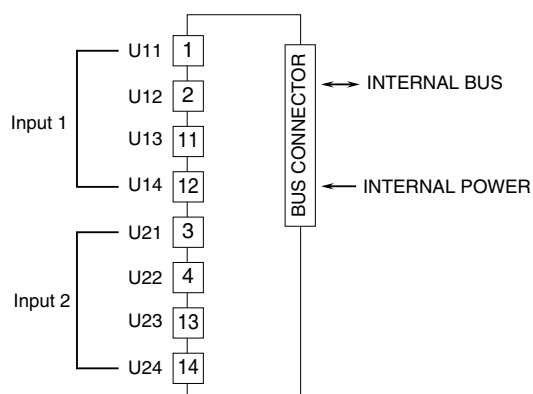 U11 1
U12 2
Input 1
U13 11
U14 12
U21 3
U22 4
Input 2
U23 13
U24 14
BUS CONNECTOR
INTERNAL BUS
INTERNAL POWER